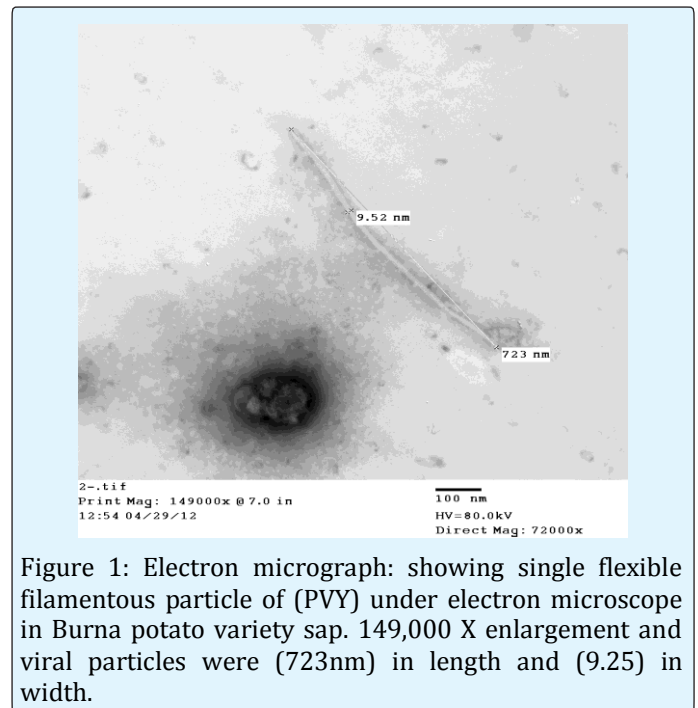 9.52 nm
723 nm
2-.tif
Print Mag: 149000x @ 7.0 in
12:54 04/29/12
100 nm
HV=80.0kV
Direct Mag: 72000x
Figure 1: Electron micrograph: showing single flexible
filamentous particle of (PVY) under electron microscope
in Burna potato variety sap. 149,000 X enlargement and
viral particles were (723nm) in length and (9.25) in
width.